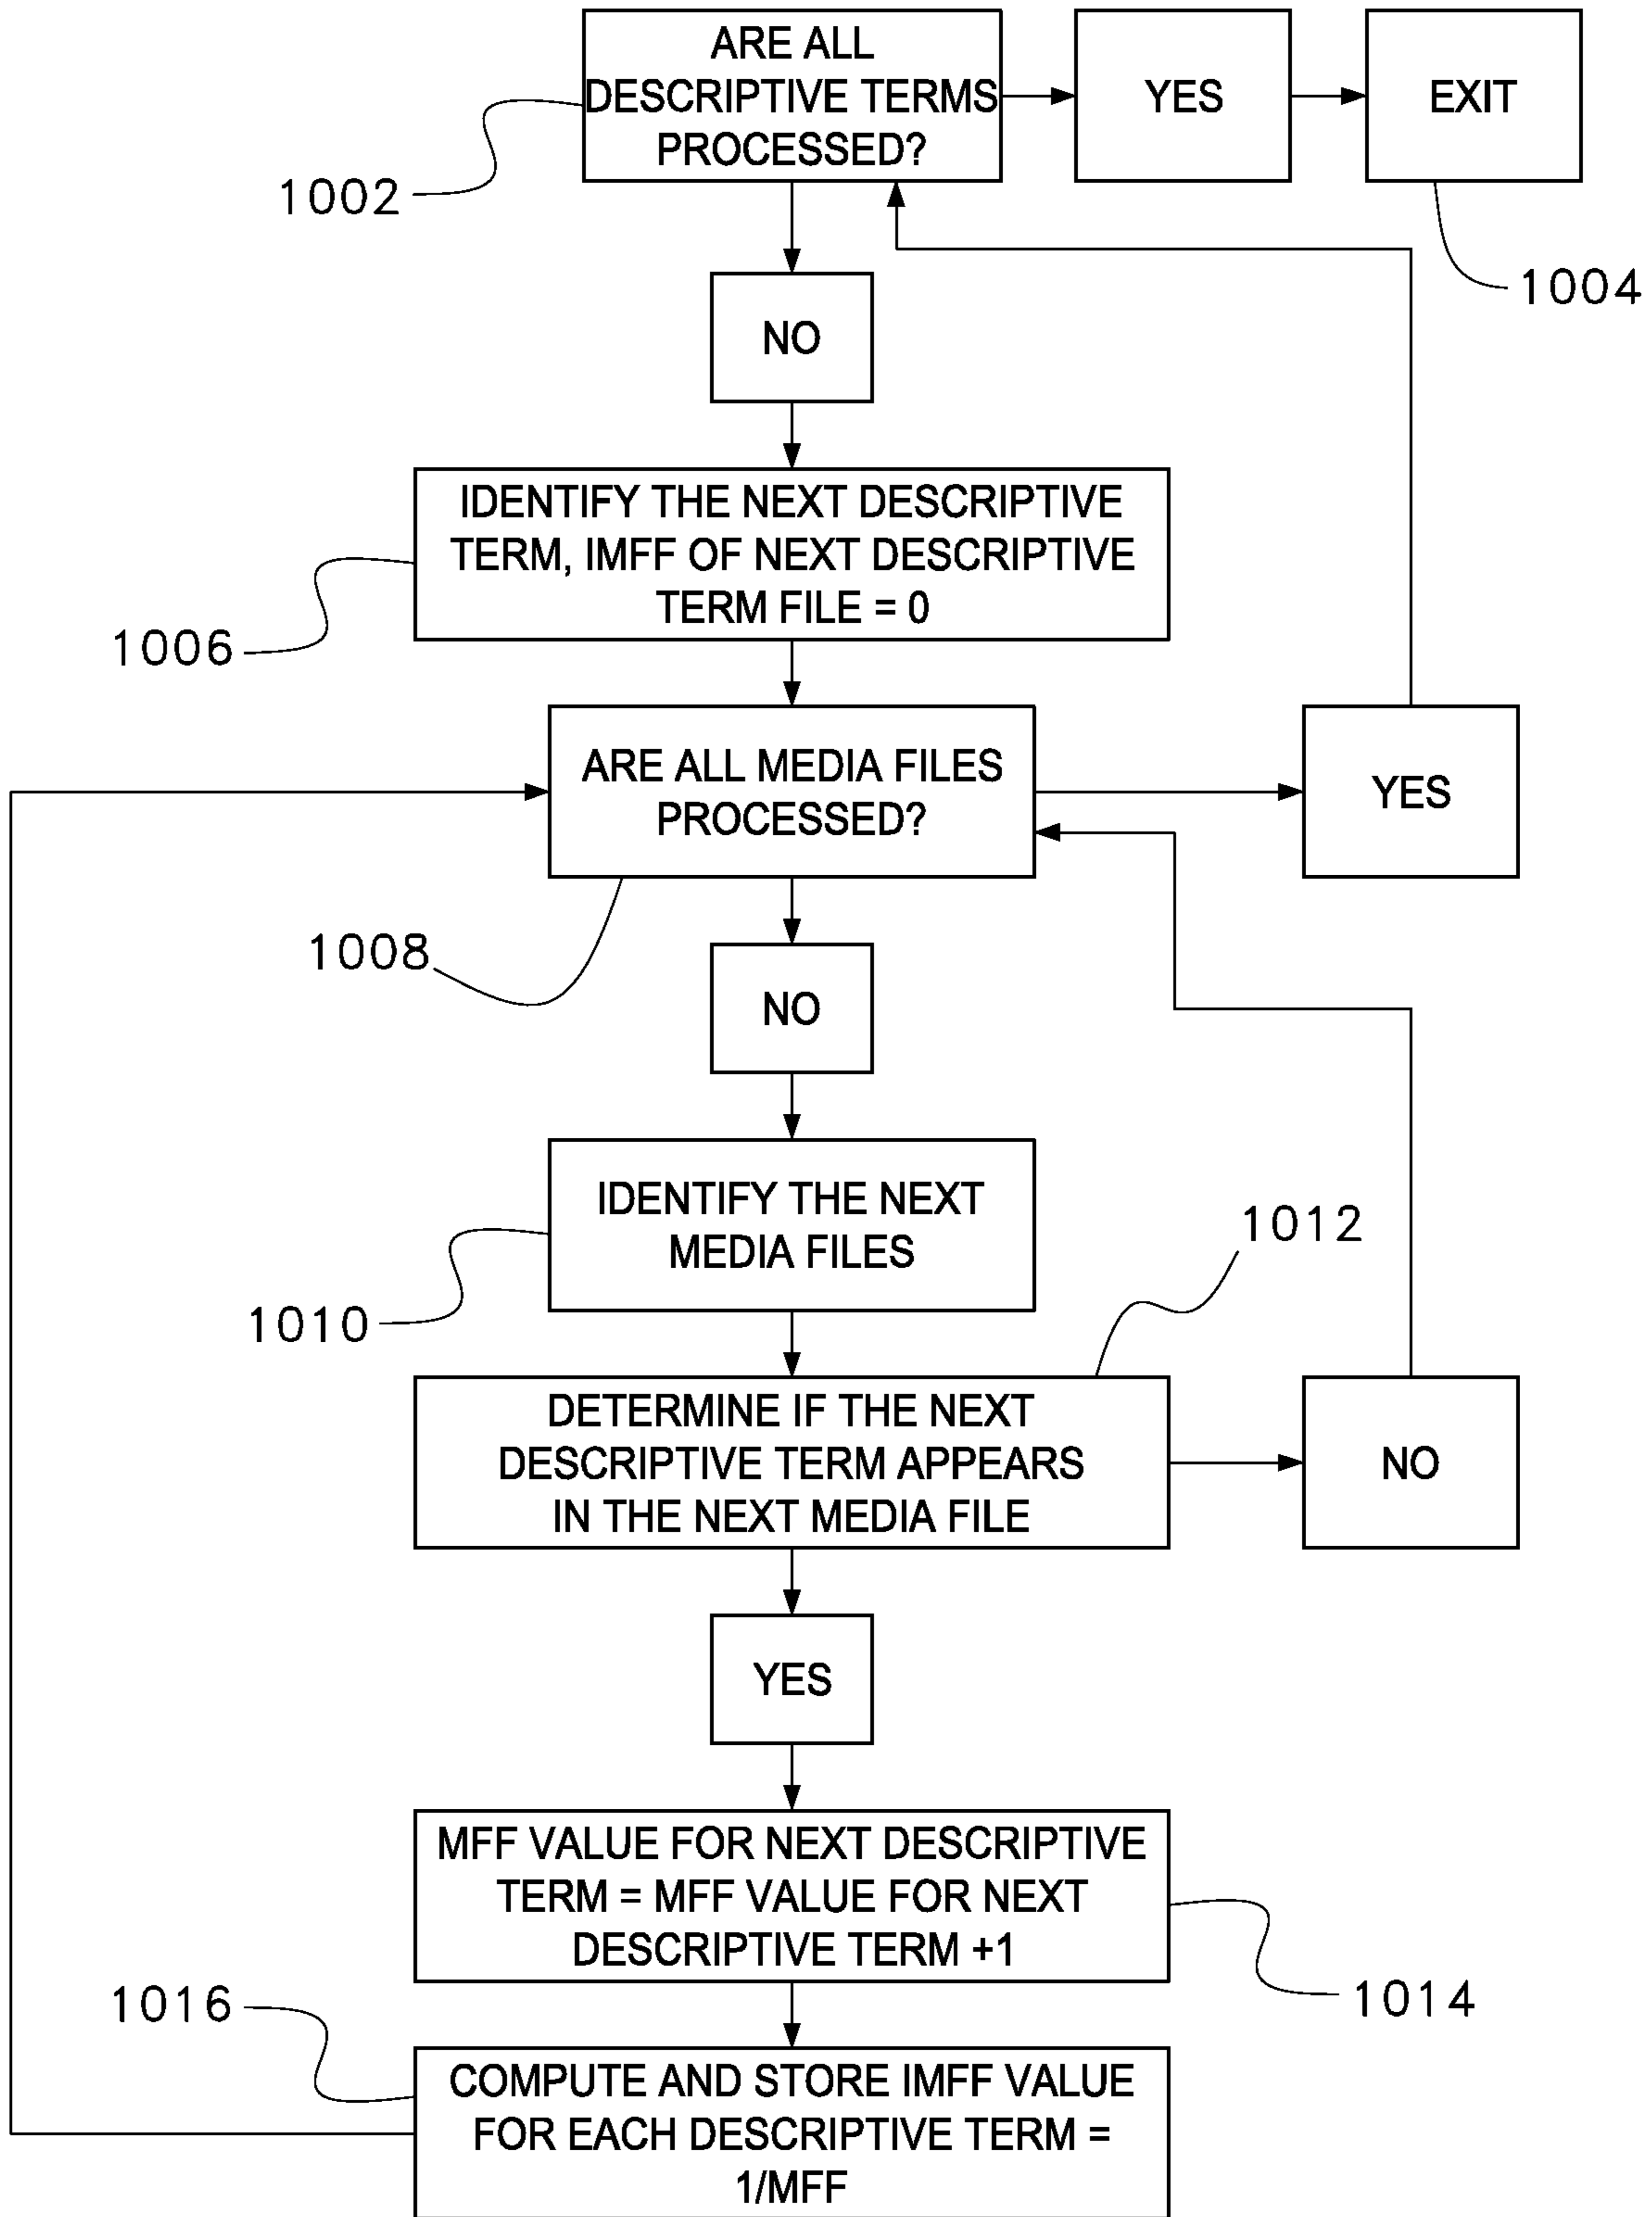 ARE ALL
DESCRIPTIVE TERMS
PROCESSED?
YES
EXIT
1002
1004
NO
IDENTIFY THE NEXT DESCRIPTIVE
TERM, IMFF OF NEXT DESCRIPTIVE
TERM FILE = 0
1006
ARE ALL MEDIA FILES
PROCESSED?
YES
1008
NO
IDENTIFY THE NEXT
MEDIA FILES
1010
1012
DETERMINE IF THE NEXT
DESCRIPTIVE TERM APPEARS
IN THE NEXT MEDIA FILE
NO
YES
MFF VALUE FOR NEXT DESCRIPTIVE
TERM = MFF VALUE FOR NEXT
DESCRIPTIVE TERM +1
1014
1016
COMPUTE AND STORE IMFF VALUE
FOR EACH DESCRIPTIVE TERM =
1/MFF